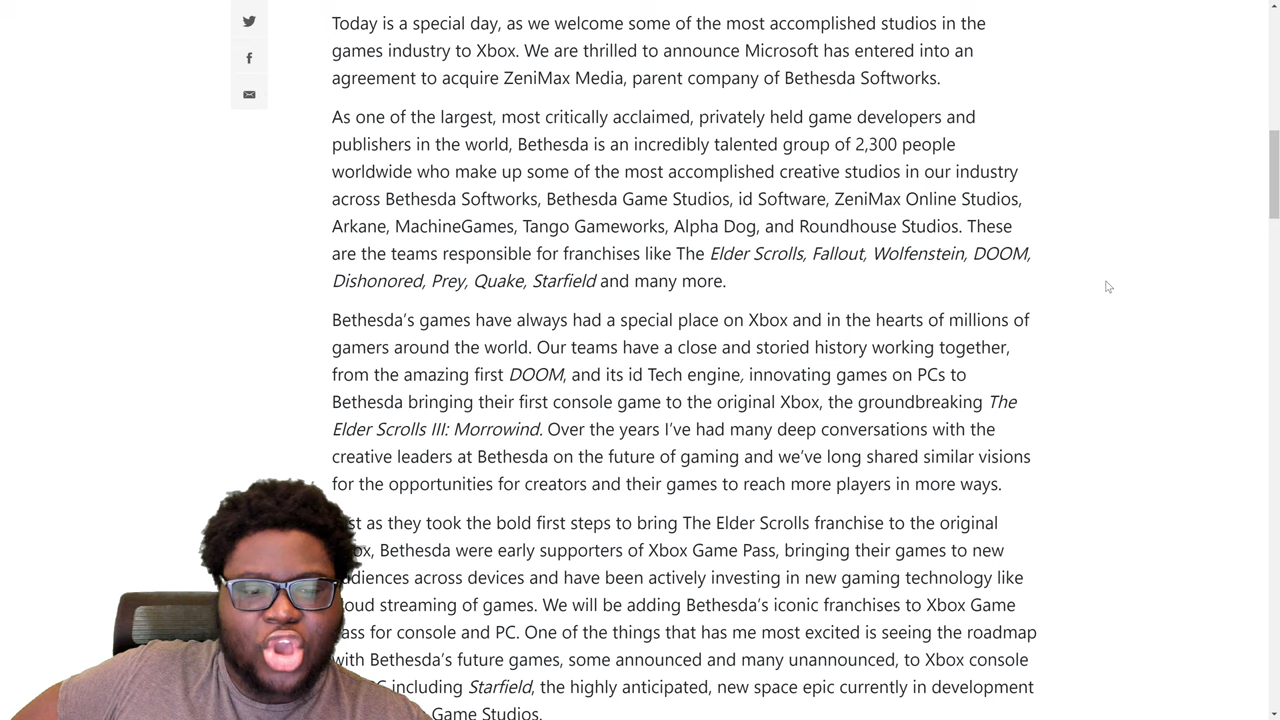 Today is a special day, as we welcome some of the most accomplished studios in the
games industry to Xbox. We are thrilled to announce Microsoft has entered into an
agreement to acquire ZeniMax Media, parent company of Bethesda Softworks.
As one of the largest, most critically acclaimed, privately held game developers and
publishers in the world, Bethesda is an incredibly talented group of 2,300 people
worldwide who make up some of the most accomplished creative studios in our industry
across Bethesda Softworks, Bethesda Game Studios, id Software, ZeniMax Online Studios,
Arkane, MachineGames, Tango Gameworks, Alpha Dog, and Roundhouse Studios. These
are the teams responsible for franchises like The Elder Scrolls, Fallout, Wolfenstein, DOOM,
Dishonored, Prey, Quake, Starfield and many more.
Bethesda’s games have always had a special place on Xbox and in the hearts of millions of
gamers around the world. Our teams have a close and storied history working together,
from the amazing first DOOM, and its id Tech engine, innovating games on PCs to
Bethesda bringing their first console game to the original Xbox, the groundbreaking The
Elder Scrolls III: Morrowind. Over the years I’ve had many deep conversations with the
creative leaders at Bethesda on the future of gaming and we’ve long shared similar visions
for the opportunities for creators and their games to reach more players in more ways.
as they took the bold first steps to bring The Elder Scrolls franchise to the original
Bethesda were early supporters of Xbox Game Pass, bringing their games to new
across devices and have been actively investing in new gaming technology like
streaming of games. We will be adding Bethesda’s iconic franchises to Xbox Game
for console and PC. One of the things that has me most excited is seeing the roadmap
with Bethesda’s future games, some announced and many unannounced, to Xbox console
including Starfield, the highly anticipated, new space epic currently in development
Game Studios.